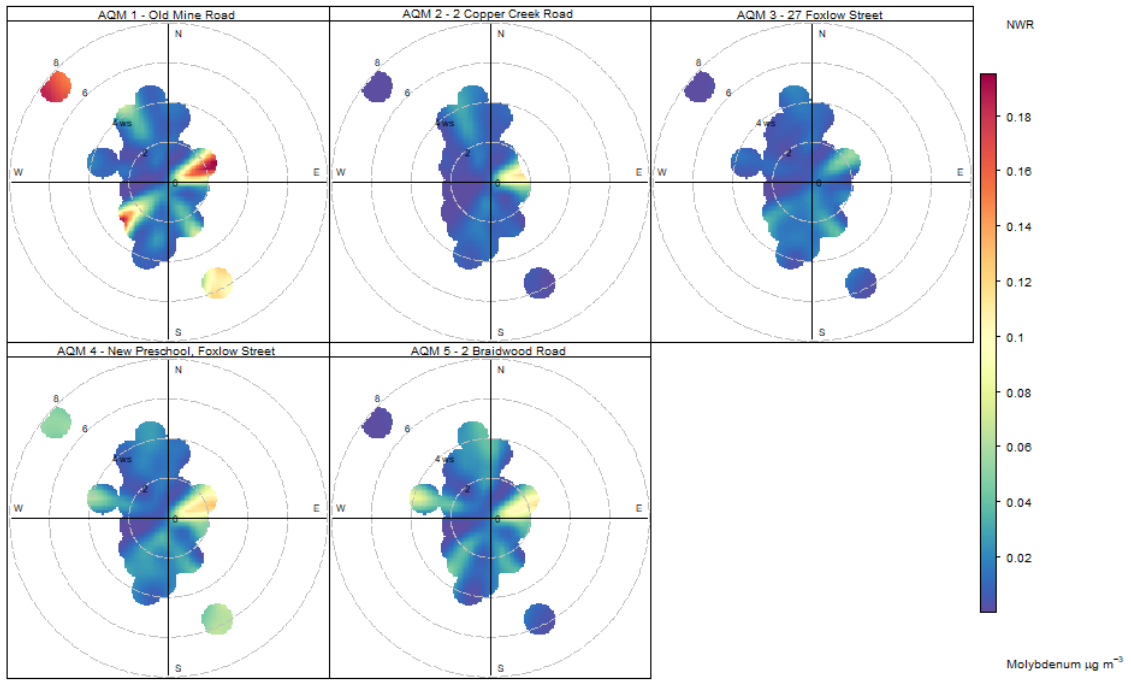 AQM 1 - Old Mine Road
N
8
6
4 ws
2
0
W
E
S
AQM 2 - 2 Copper Creek Road
N
8
6
4 ws
2
0
W
E
S
AQM 3 - 27 Foxlow Street
N
8
6
4 ws
2
0
W
E
S
NWR
0.18
0.16
0.14
0.12
0.1
0.08
0.06
0.04
0.02
Molybdenum μg m⁻³
AQM 4 - New Preschool, Foxlow Street
N
8
6
4 ws
2
0
W
E
S
AQM 5 - 2 Braidwood Road
N
8
6
4 ws
2
0
W
E
S